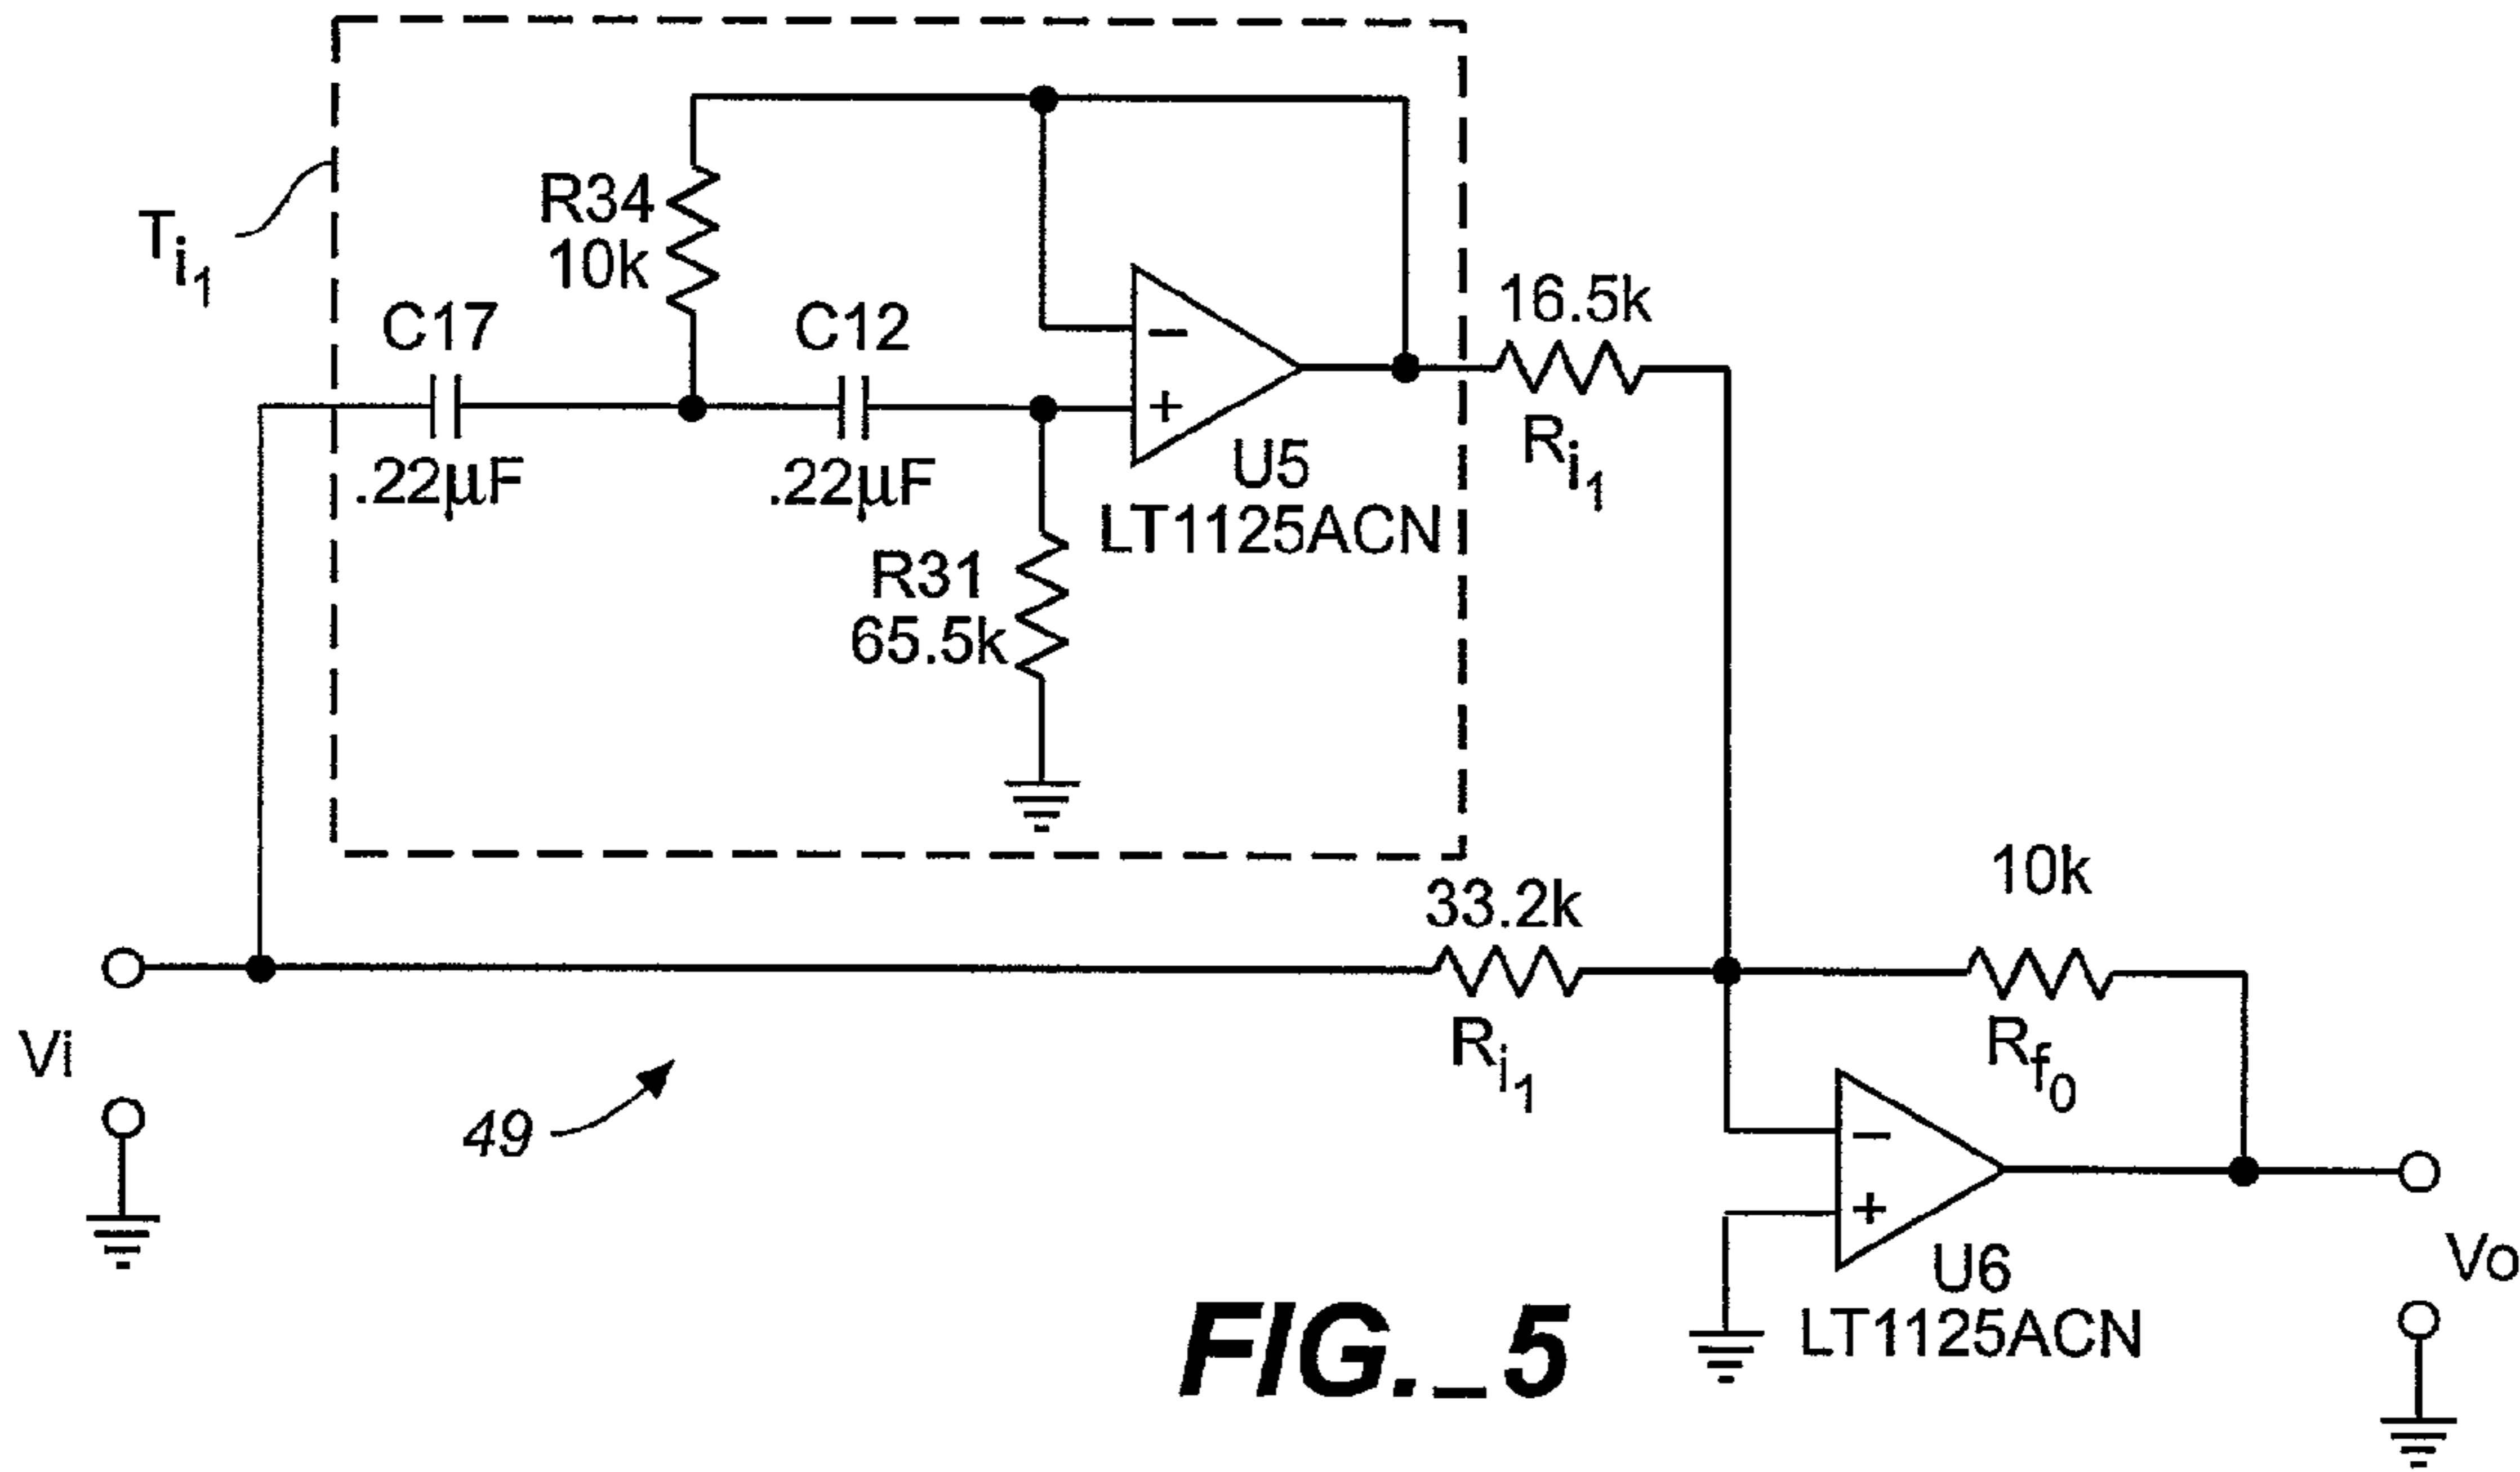 Ti1
R34
10k
C17
.22µF
C12
.22µF
−
+
U5
LT1125ACN
R31
65.5k
16.5k
Ri1
33.2k
Ri1
10k
Rf0
−
+
U6
LT1125ACN
Vi
49
Vo
FIG._5